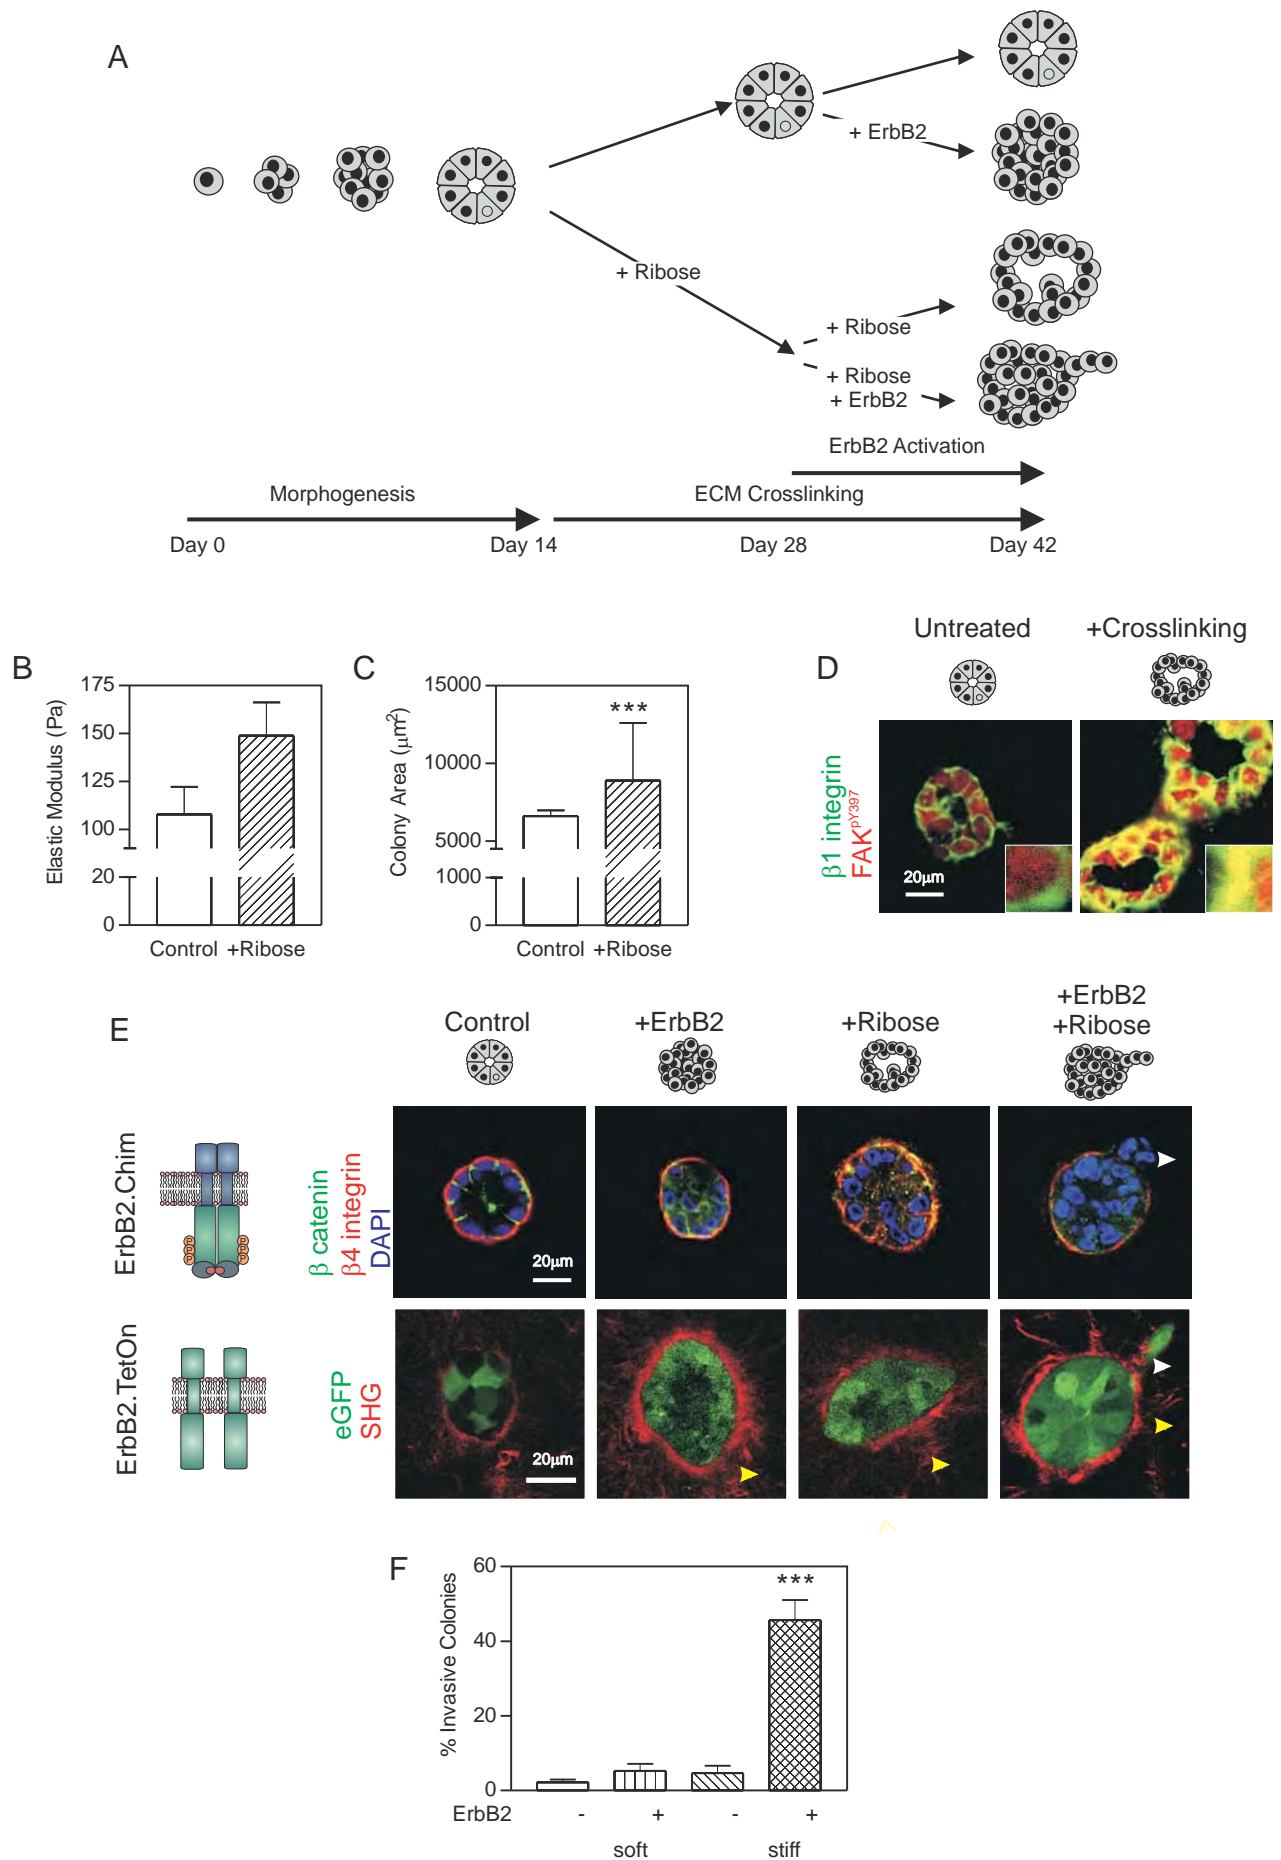 A
+ ErbB2
+ Ribose
+ Ribose
+ Ribose
+ ErbB2
ErbB2 Activation
Morphogenesis
ECM Crosslinking
Day 0
Day 14
Day 28
Day 42
B
Elastic Modulus (Pa)
175
150
125
100
20
0
Control
+Ribose
C
Colony Area (μm²)
15000
10000
5000
1000
0
***
Control
+Ribose
D
Untreated
+Crosslinking
β1 integrin
FAKpY397
20μm
E
Control
+ErbB2
+Ribose
+ErbB2
+Ribose
ErbB2.Chim
P
P
P
P
P
P
β catenin
β4 integrin
DAPI
20μm
ErbB2.TetOn
eGFP
SHG
20μm
F
% Invasive Colonies
60
40
20
0
***
ErbB2
-
+
-
+
soft
stiff